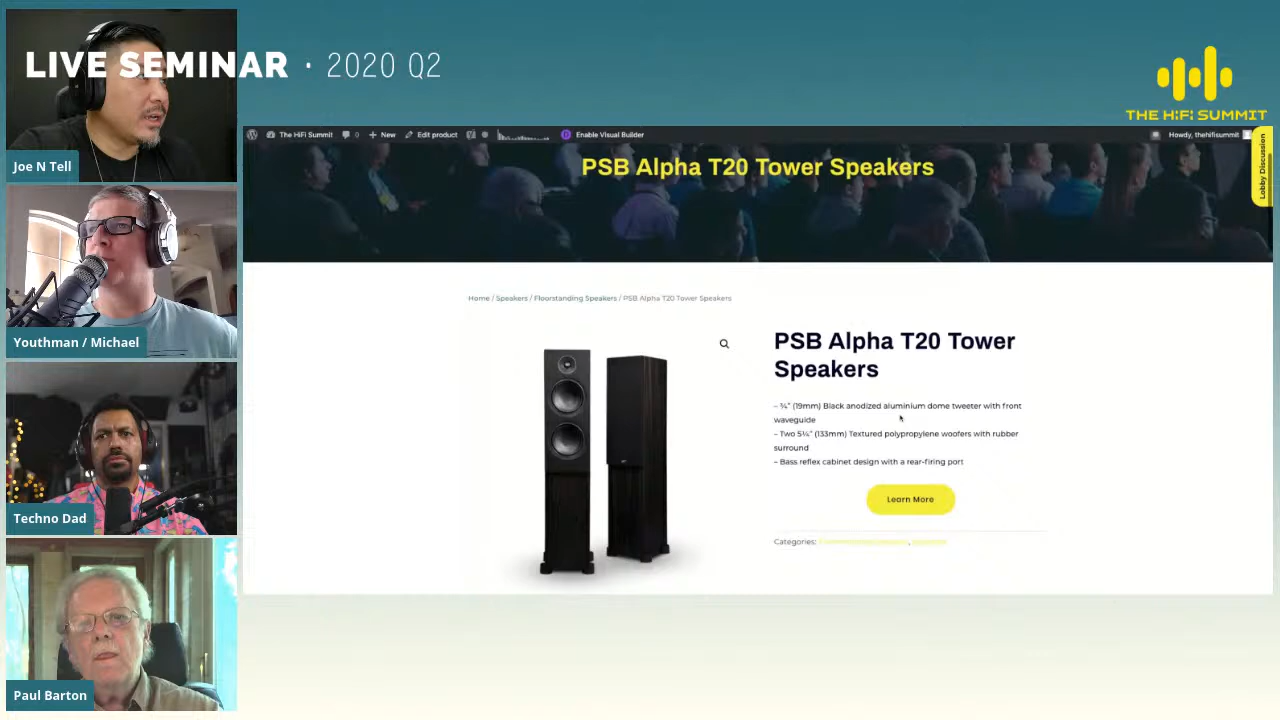 LIVE SEMINAR · 2020 Q2
THE HIFI SUMMIT
Joe N Tell
Youthman / Michael
Techno Dad
Paul Barton
The HiFi Summit
0
New
Edit product
Enable Visual Builder
Howdy, thehifisummit
Lobby Discussion
PSB Alpha T20 Tower Speakers
Home / Speakers / Floorstanding Speakers / PSB Alpha T20 Tower Speakers
PSB Alpha T20 Tower
Speakers
– ¾” (19mm) Black anodized aluminium dome tweeter with front
waveguide
– Two 5¼” (133mm) Textured polypropylene woofers with rubber
surround
– Bass reflex cabinet design with a rear-firing port
Learn More
Categories: